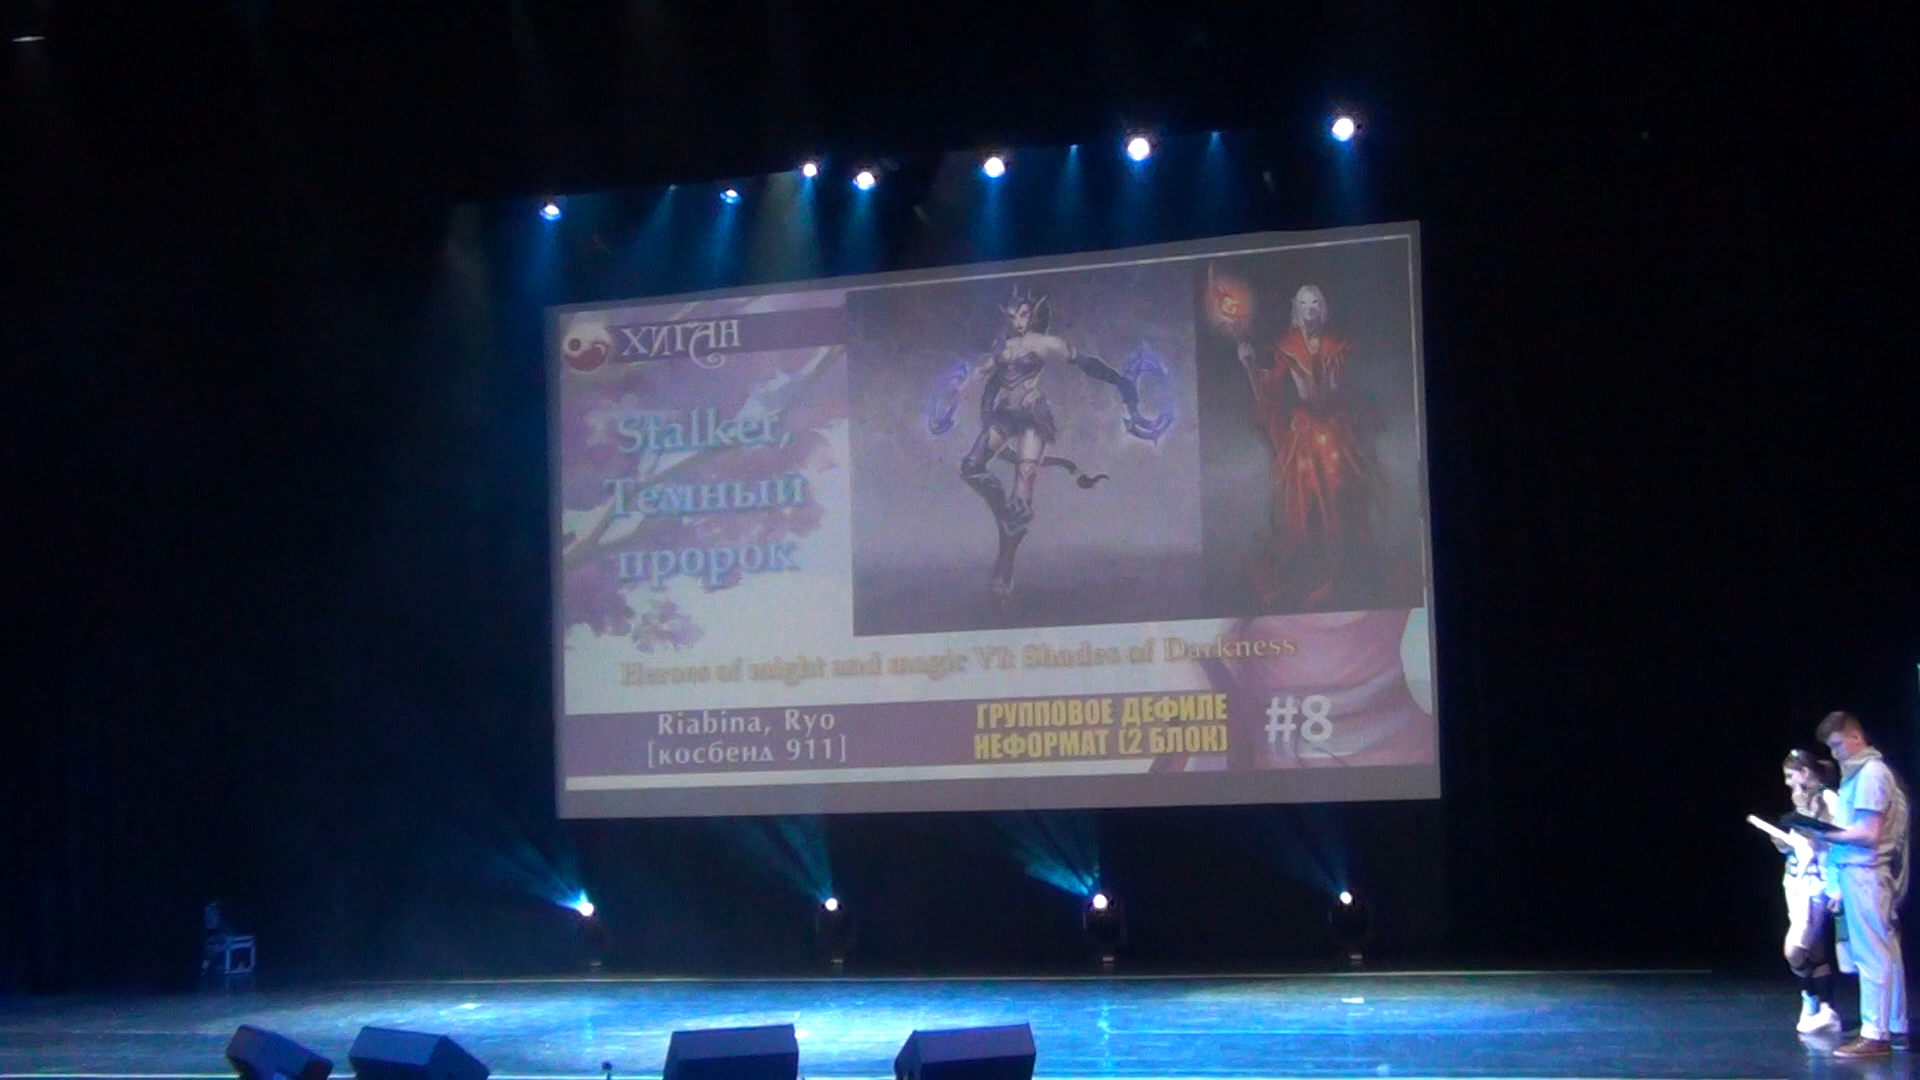 ХИГАН
Stalker,
Темный
пророк
Heroes of might and magic VI: Shades of Darkness
Riabina, Ryo
[косбенд 911]
ГРУППОВОЕ ДЕФИЛЕ
НЕФОРМАТ (2 БЛОК)
#8